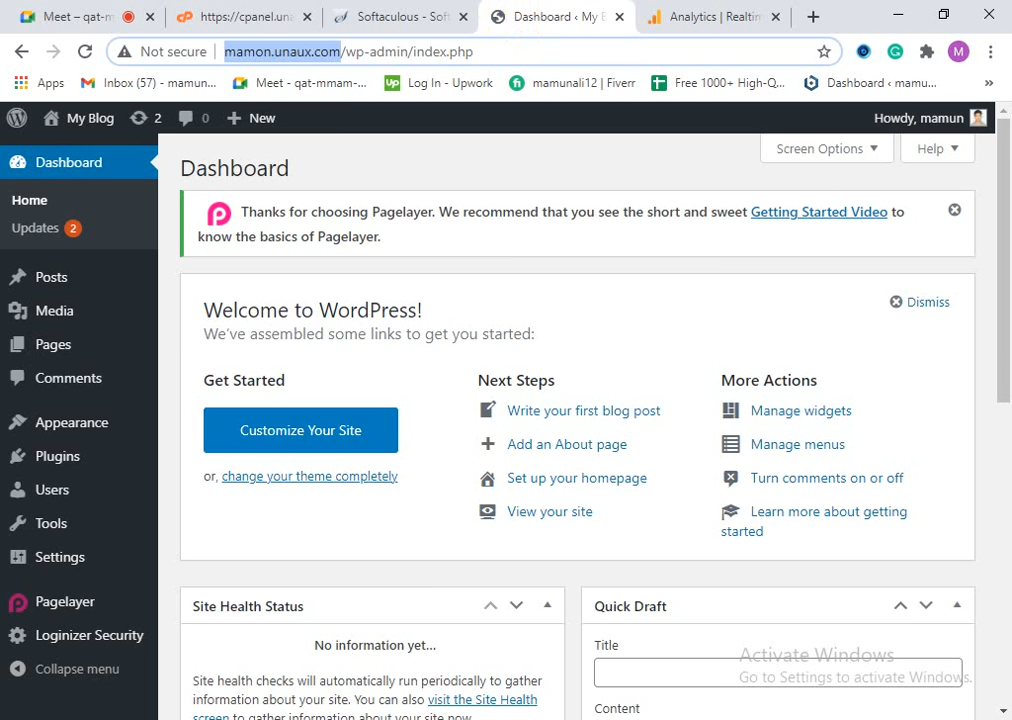 Meet – qat-m
https://cpanel.una
Softaculous - Sof
Dashboard ‹ My B
Analytics | Realtim
Not secure
mamon.unaux.com/wp-admin/index.php
M
Apps
Inbox (57) - mamun...
Meet – qat-mmam-...
Log In - Upwork
mamunali12 | Fiverr
Free 1000+ High-Q...
Dashboard ‹ mamu...
»
My Blog
2
0
New
Howdy, mamun
Dashboard
Home
Updates 2
Posts
Media
Pages
Comments
Appearance
Plugins
Users
Tools
Settings
Pagelayer
Loginizer Security
Collapse menu
Screen Options
Help
Dashboard
Thanks for choosing Pagelayer. We recommend that you see the short and sweet Getting Started Video to
know the basics of Pagelayer.
Welcome to WordPress!
Dismiss
We've assembled some links to get you started:
Get Started
Customize Your Site
or, change your theme completely
Next Steps
Write your first blog post
Add an About page
Set up your homepage
View your site
More Actions
Manage widgets
Manage menus
Turn comments on or off
Learn more about getting
started
Site Health Status
No information yet...
Site health checks will automatically run periodically to gather
information about your site. You can also visit the Site Health
screen to gather information about your site now.
Quick Draft
Title
Content
Activate Windows
Go to Settings to activate Windows.